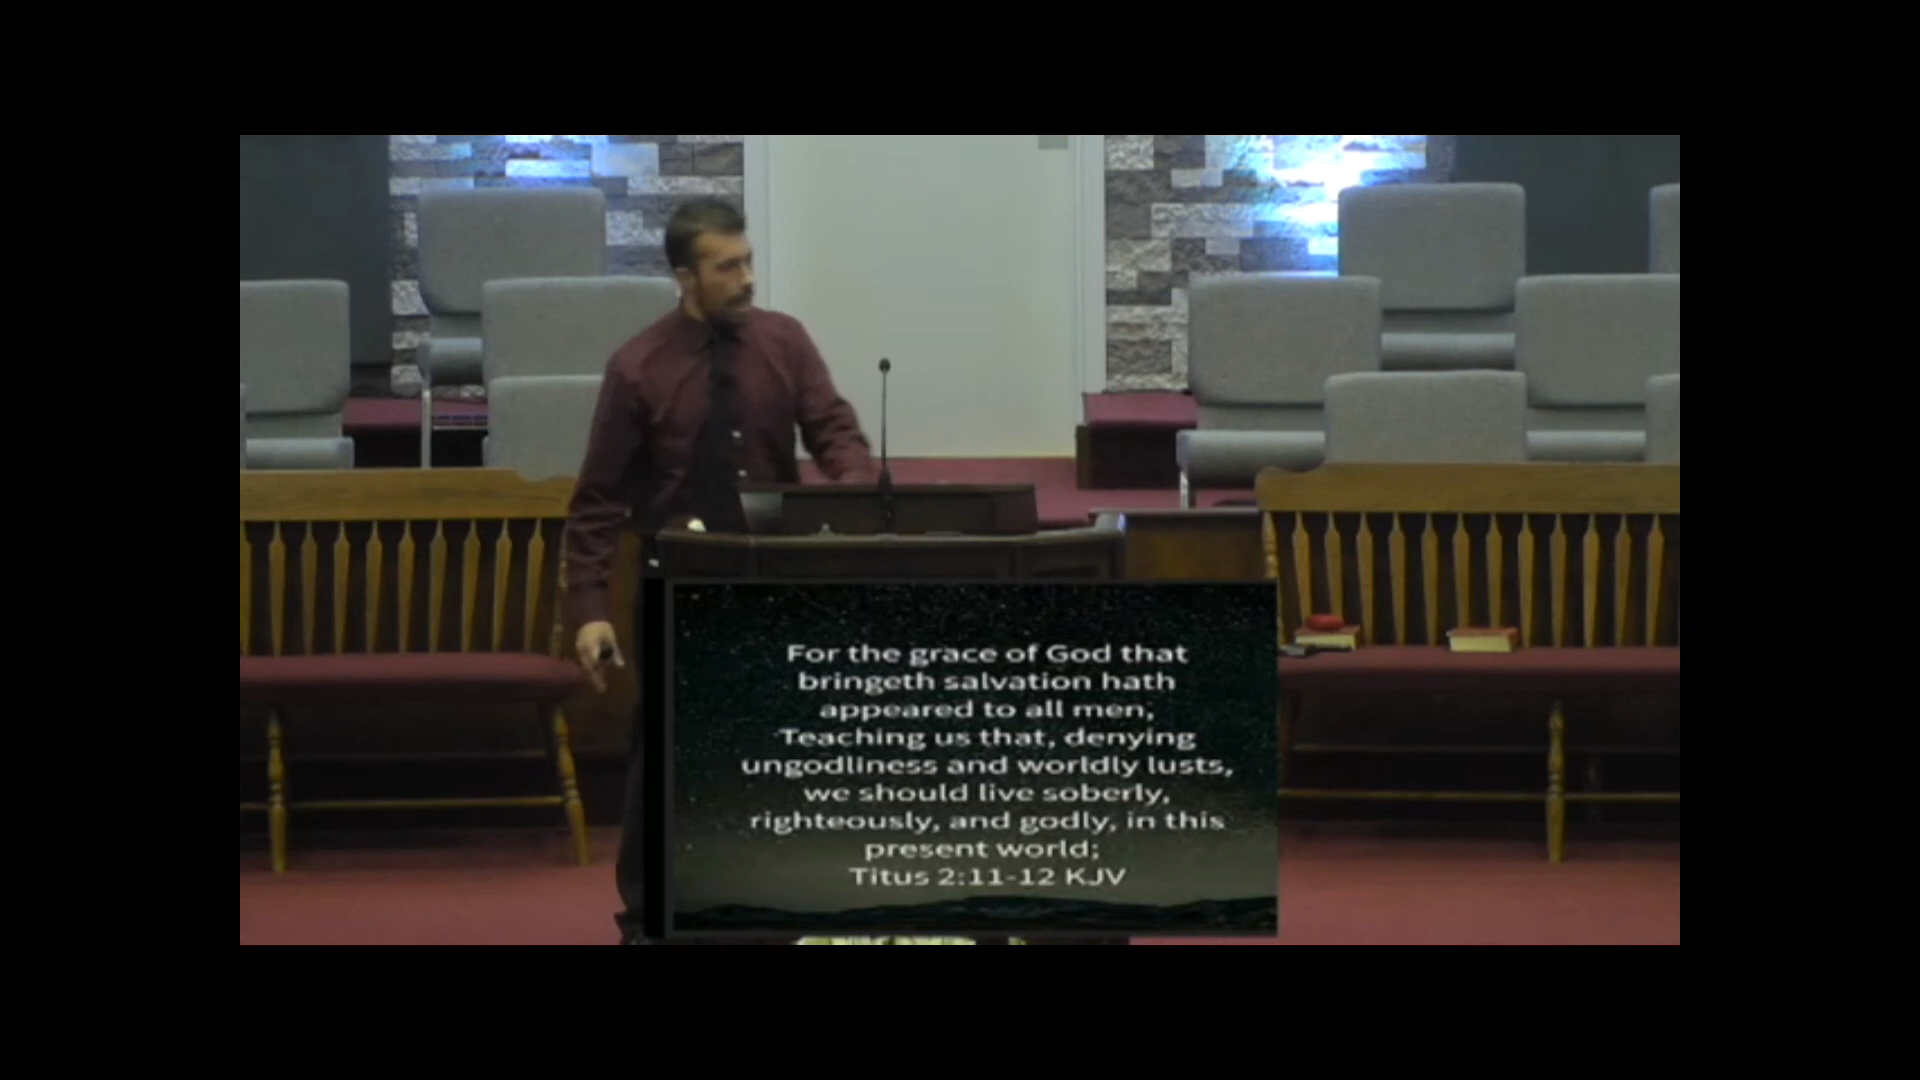 For the grace of God that
bringeth salvation hath
appeared to all men,
Teaching us that, denying
ungodliness and worldly lusts,
we should live soberly,
righteously, and godly, in this
present world;
Titus 2:11-12 KJV